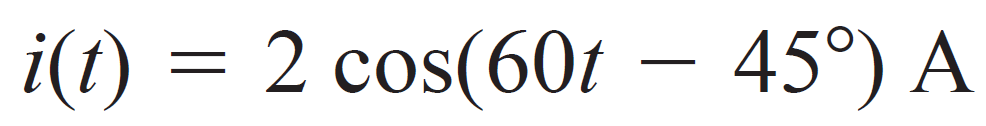 i(t) = 2 cos(60t − 45°) A